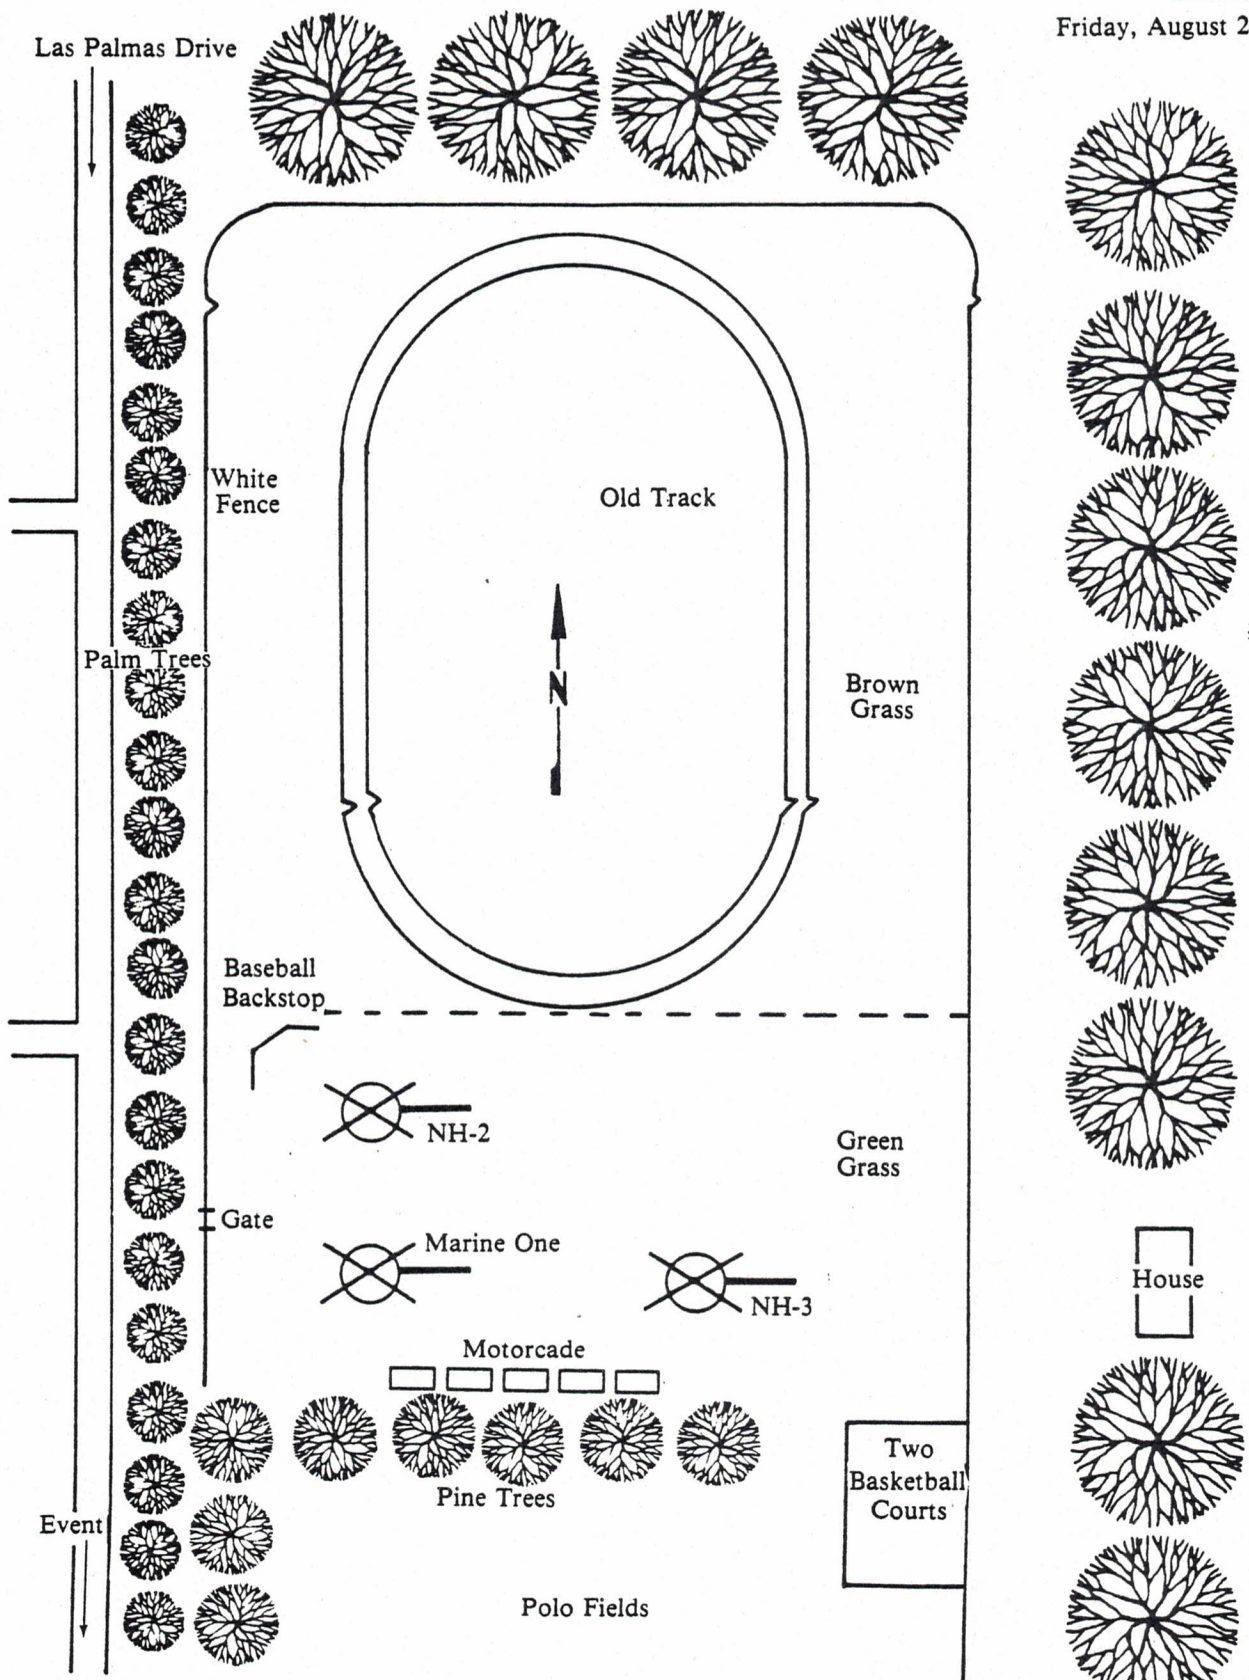 Las Palmas Drive
Friday, August 2
White
Fence
Old Track
N
Palm Trees
Brown
Grass
Baseball
Backstop
NH-2
Green
Grass
Gate
Marine One
House
NH-3
Motorcade
Two
Basketball
Courts
Pine Trees
Event
Polo Fields